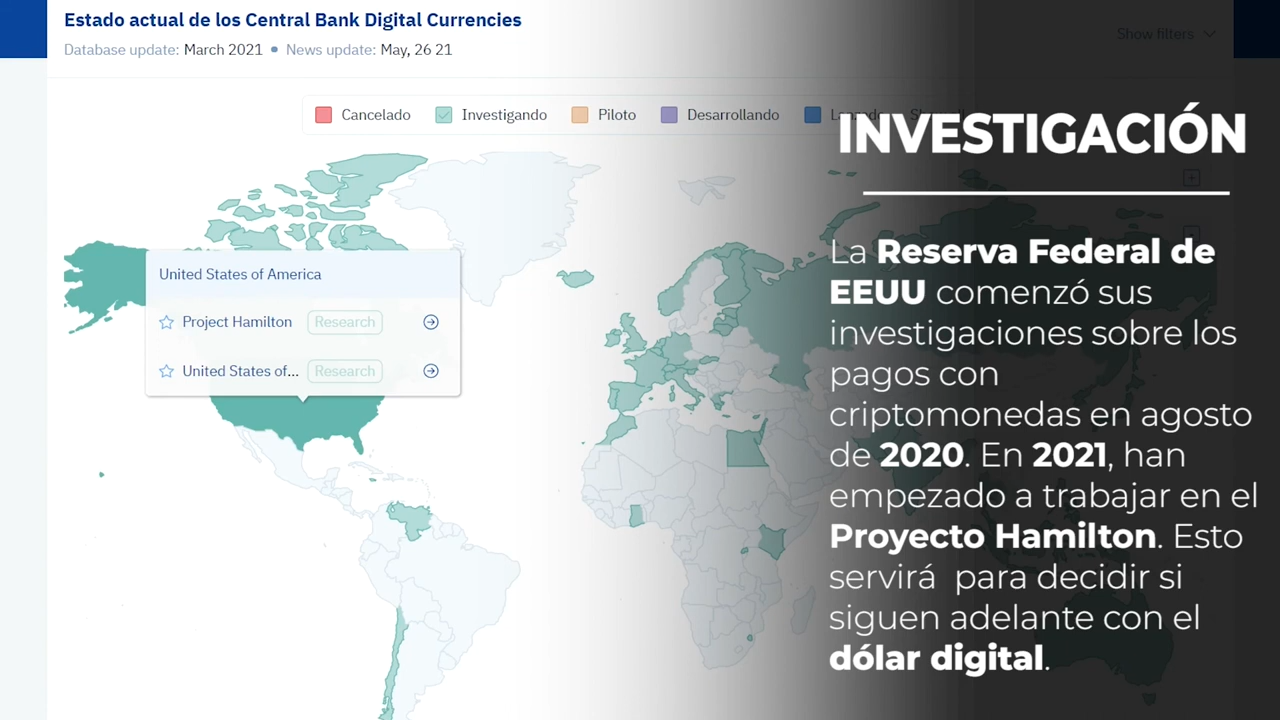 Estado actual de los Central Bank Digital Currencies
Database update: March 2021 • News update: May, 26 21
Show filters
Cancelado Investigando Piloto Desarrollando
INVESTIGACIÓN
United States of America
Project Hamilton Research
United States of... Research
La Reserva Federal de
EEUU comenzó sus
investigaciones sobre los
pagos con
criptomonedas en agosto
de 2020. En 2021, han
empezado a trabajar en el
Proyecto Hamilton. Esto
servirá para decidir si
siguen adelante con el
dólar digital.